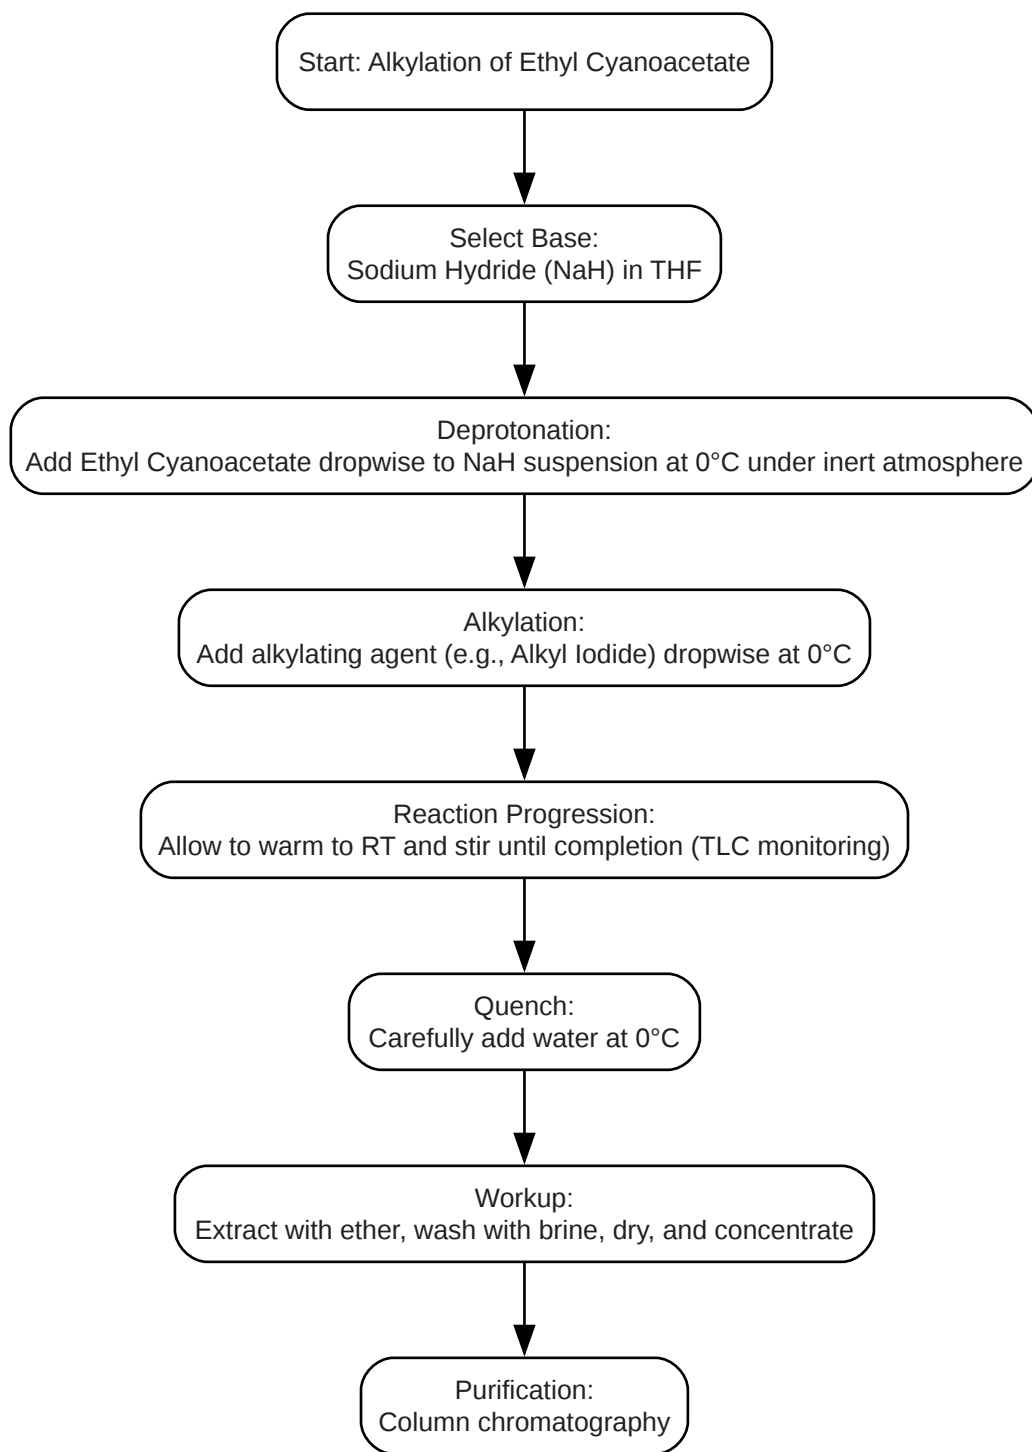 Start: Alkylation of Ethyl Cyanoacetate
Select Base:
Sodium Hydride (NaH) in THF
Deprotonation:
Add Ethyl Cyanoacetate dropwise to NaH suspension at 0°C under inert atmosphere
Alkylation:
Add alkylating agent (e.g., Alkyl Iodide) dropwise at 0°C
Reaction Progression:
Allow to warm to RT and stir until completion (TLC monitoring)
Quench:
Carefully add water at 0°C
Workup:
Extract with ether, wash with brine, dry, and concentrate
Purification:
Column chromatography